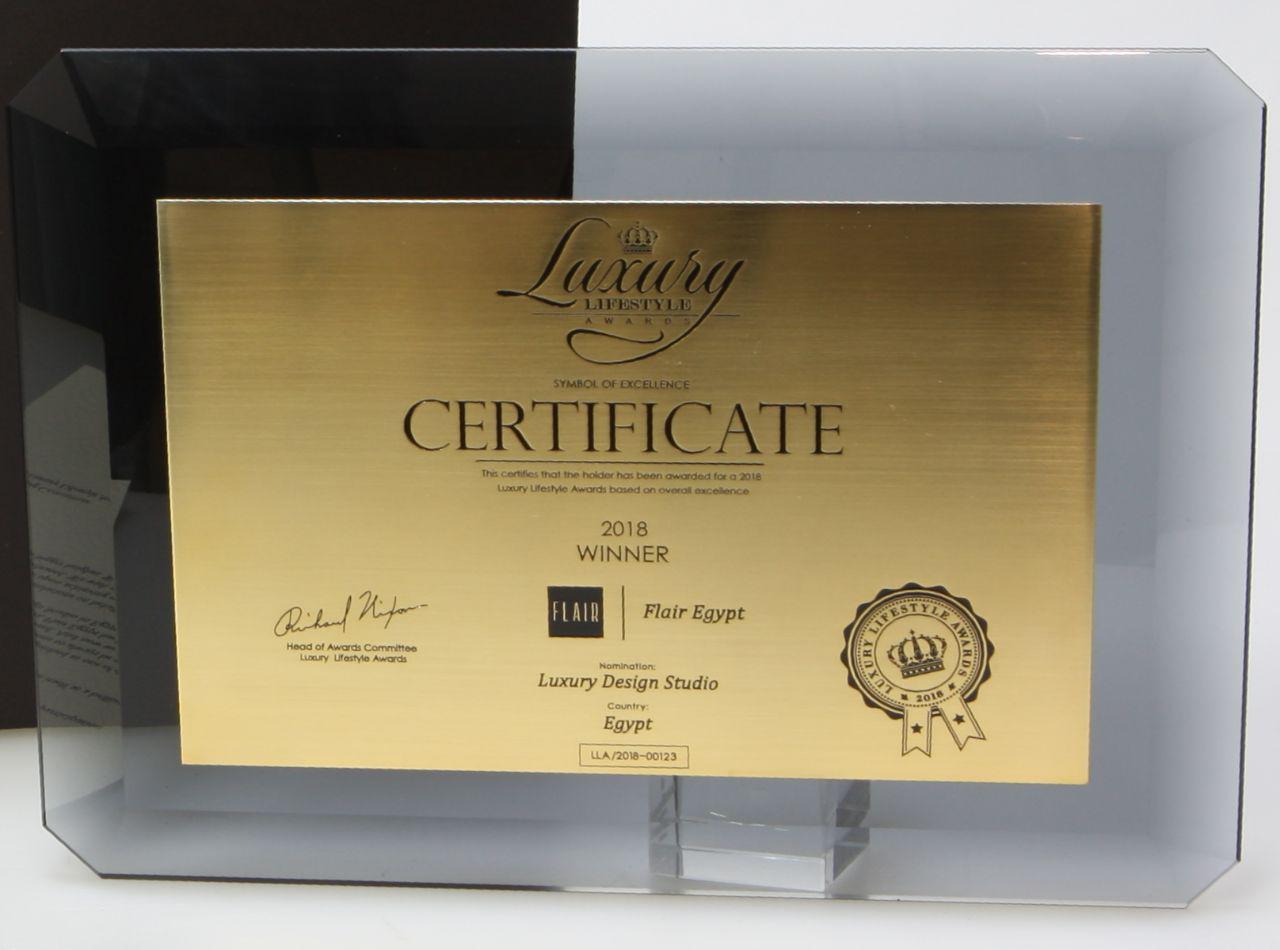 Luxury
LIFESTYLE
AWARDS
SYMBOL OF EXCELLENCE
CERTIFICATE
This certifies that the holder has been awarded for a 2018
Luxury Lifestyle Awards based on overall excellence
2018
WINNER
FLAIR
Flair Egypt
Richard Nixon
Head of Awards Committee
Luxury Lifestyle Awards
Nomination:
Luxury Design Studio
Country:
Egypt
LLA/2018-00123
LUXURY LIFESTYLE AWARDS
2018